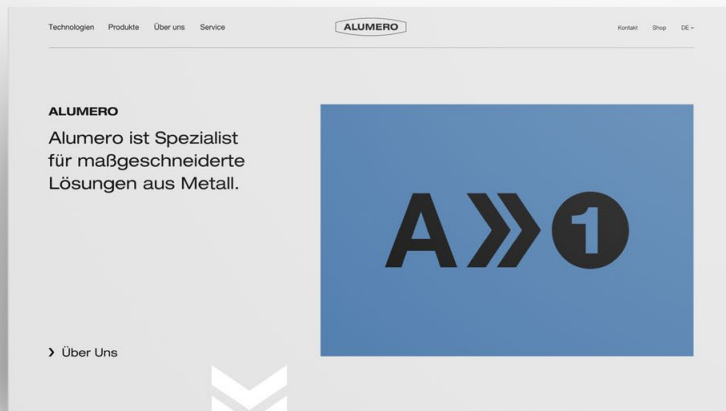 Technologien Produkte Über uns Service
ALUMERO
Kontakt Shop DE
ALUMERO
Alumero ist Spezialist
für maßgeschneiderte
Lösungen aus Metall.
A 1
Über Uns